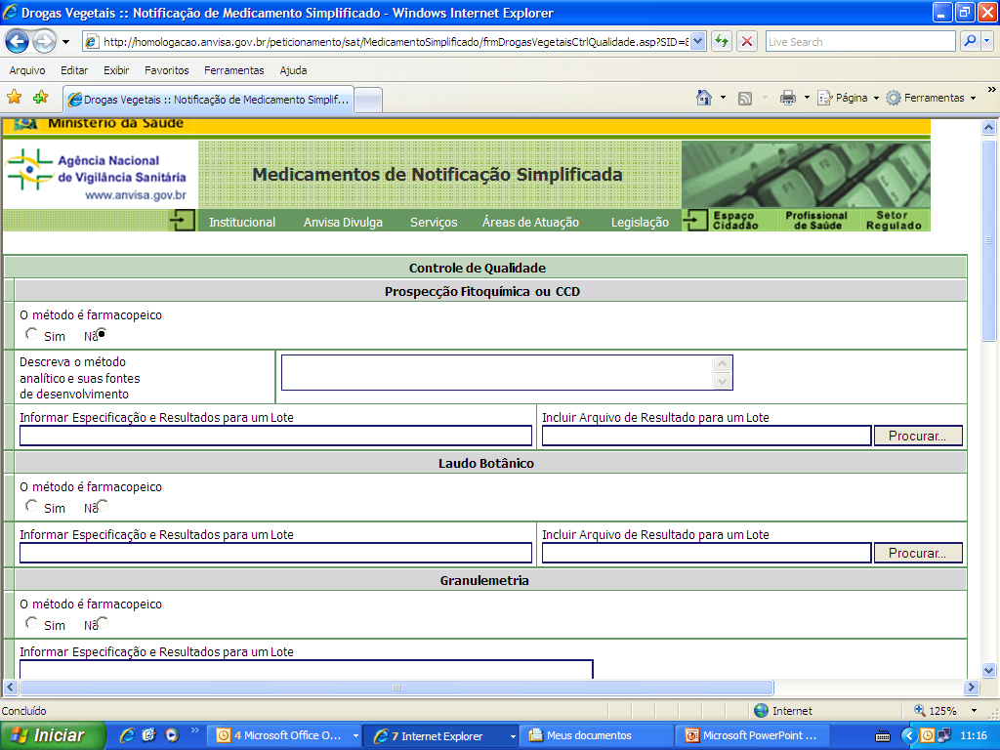 Drogas Vegetais :: Notificação de Medicamento Simplificado - Windows Internet Explorer
http://homologacao.anvisa.gov.br/peticionamento/sat/MedicamentoSimplificado/frmDrogasVegetaisCtrlQualidade.asp?SID=8
Live Search
Arquivo Editar Exibir Favoritos Ferramentas Ajuda
Drogas Vegetais :: Notificação de Medicamento Simplif...
Página Ferramentas
Ministério da Saúde
Agência Nacional
de Vigilância Sanitária
www.anvisa.gov.br
Medicamentos de Notificação Simplificada
Institucional Anvisa Divulga Serviços Áreas de Atuação Legislação
Espaço Cidadão
Profissional de Saúde
Setor Regulado
Controle de Qualidade
Prospecção Fitoquímica ou CCD
O método é farmacopeico
Sim Nã
Descreva o método
analítico e suas fontes
de desenvolvimento
Informar Especificação e Resultados para um Lote Incluir Arquivo de Resultado para um Lote
Procurar...
Laudo Botânico
O método é farmacopeico
Sim Nã
Informar Especificação e Resultados para um Lote Incluir Arquivo de Resultado para um Lote
Procurar...
Granulemetria
O método é farmacopeico
Sim Nã
Informar Especificação e Resultados para um Lote
Concluído Internet 125%
Iniciar 4 Microsoft Office O... 7 Internet Explorer Meus documentos Microsoft PowerPoint ... 11:16